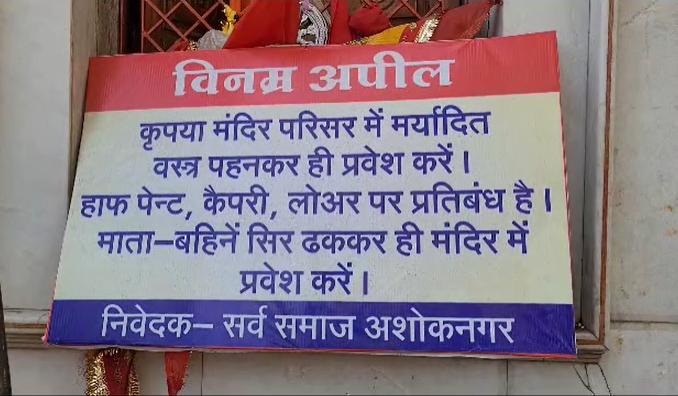 विनम्र अपील
कृपया मंदिर परिसर में मर्यादित
वस्त्र पहनकर ही प्रवेश करें।
हाफ पेन्ट, कैपरी, लोअर पर प्रतिबंध है।
माता–बहिनें सिर ढककर ही मंदिर में
प्रवेश करें।
निवेदक– सर्व समाज अशोकनगर